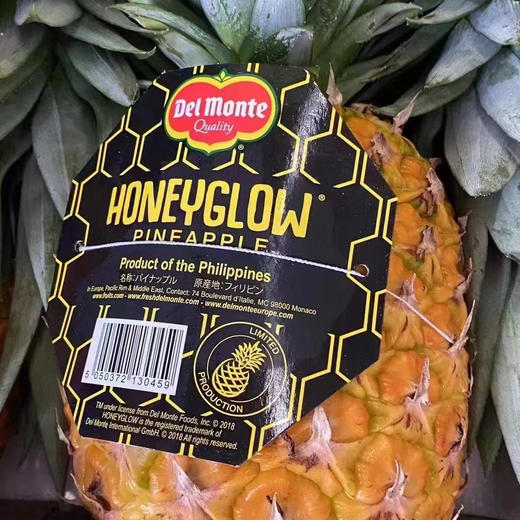 DEL MONTE
Quality
®
HONEYGLOW®
PINEAPPLE
Product of the Philippines
名称:パイナップル 原産地:フィリピン
In Europe, Pacific Rim & Middle East, Contact: 74 Boulevard d'Italie, MC 98000 Monaco
www.fruits.com - www.freshdelmonte.com - www.delmonteeurope.com
LIMITED
PRODUCTION
5 050372 130459
TM under license from Del Monte Foods, Inc. © 2018
HONEYGLOW is the registered trademark of
Del Monte International GmbH. © 2018 All rights reserved.